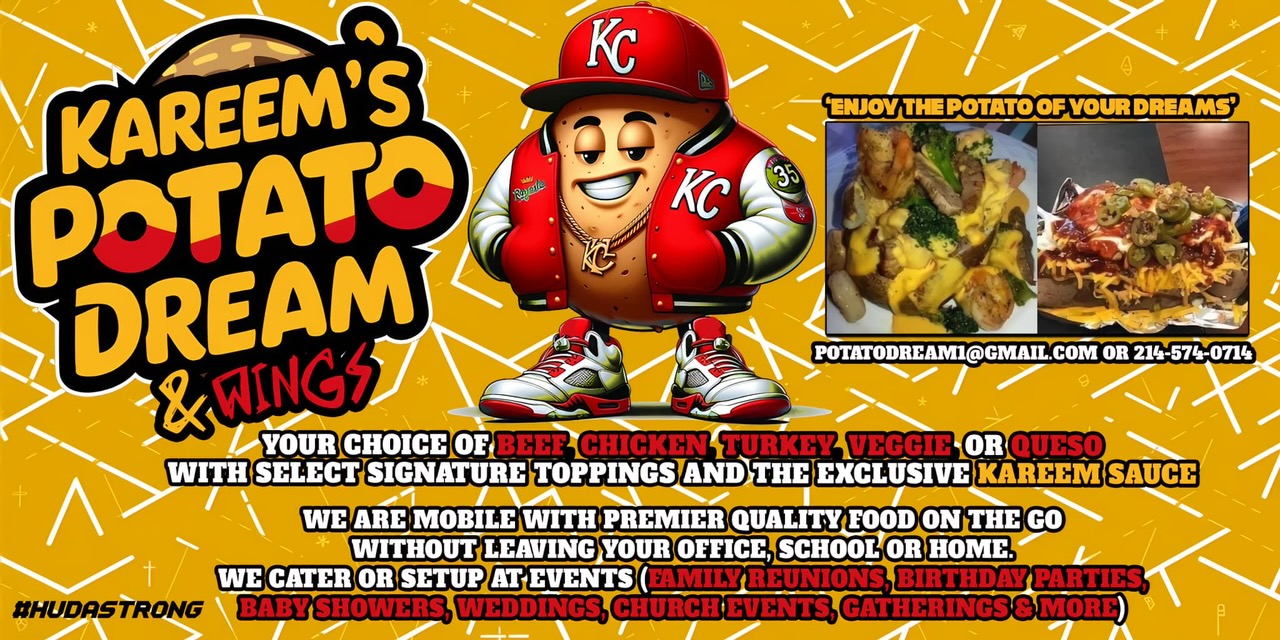 KAREEM'S
POTATO
DREAM
& WINGS
KC
KC
35
KC
Royals
'ENJOY THE POTATO OF YOUR DREAMS'
POTATODREAM1@GMAIL.COM OR 214-574-0714
YOUR CHOICE OF BEEF, CHICKEN, TURKEY, VEGGIE, OR QUESO
WITH SELECT SIGNATURE TOPPINGS AND THE EXCLUSIVE KAREEM SAUCE
WE ARE MOBILE WITH PREMIER QUALITY FOOD ON THE GO
WITHOUT LEAVING YOUR OFFICE, SCHOOL OR HOME.
WE CATER OR SETUP AT EVENTS (FAMILY REUNIONS, BIRTHDAY PARTIES,
BABY SHOWERS, WEDDINGS, CHURCH EVENTS, GATHERINGS & MORE)
#HUDASTRONG